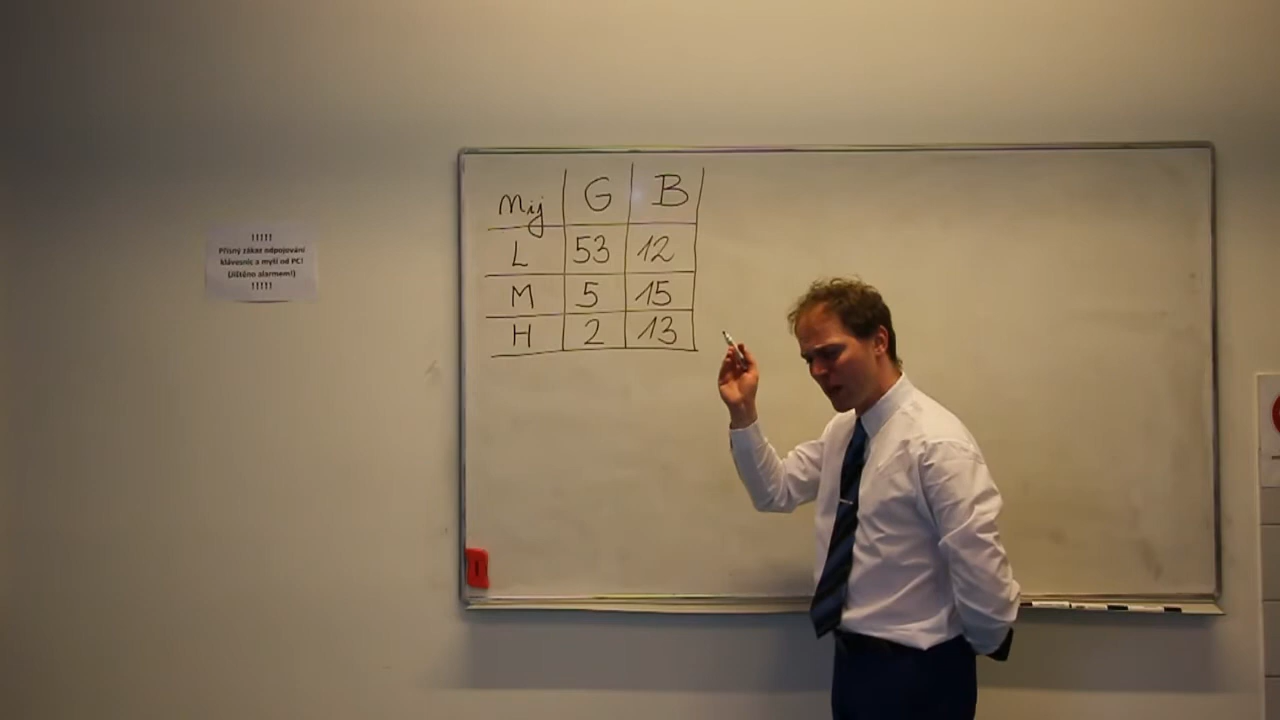 !!!!!
Přísný zákaz odpojování
klávesnic a myší od PC!
(Jištěno alarmem!)
!!!!!
nij G B
L 53 12
M 5 15
H 2 13